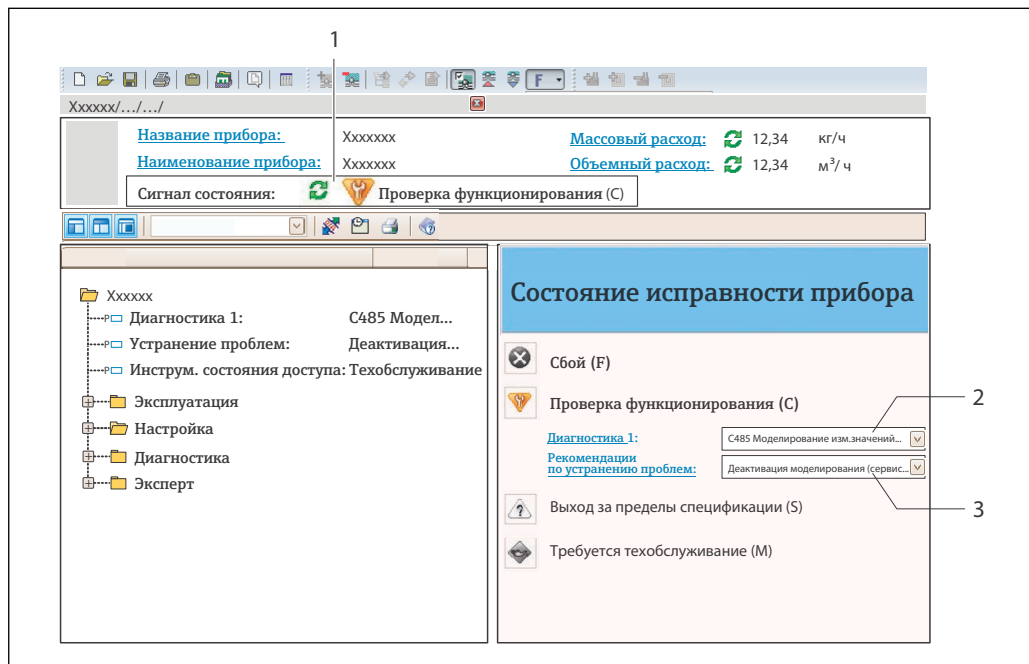 1
F
Xxxxxx/.../.../
Название прибора: Xxxxxxx Массовый расход: 12,34 кг/ч
Наименование прибора: Xxxxxxx Объемный расход: 12,34 м³/ ч
Сигнал состояния: Проверка функционирования (C)
Xxxxxx
P Диагностика 1: C485 Модел...
P Устранение проблем: Деактивация...
P Инструм. состояния доступа: Техобслуживание
Эксплуатация
Настройка
Диагностика
Эксперт
Состояние исправности прибора
Сбой (F)
Проверка функционирования (C)
2
Диагностика 1: C485 Моделирование изм.значений...
Рекомендации
по устранению проблем: Деактивация моделирования (сервис...
3
Выход за пределы спецификации (S)
Требуется техобслуживание (M)